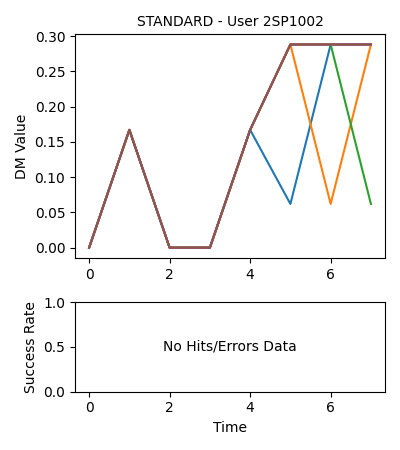 STANDARD - User 2SP1002
DM Value
0.30
0.25
0.20
0.15
0.10
0.05
0.00
0 2 4 6
Success Rate
1.0
0.5
0.0
No Hits/Errors Data
0 2 4 6
Time